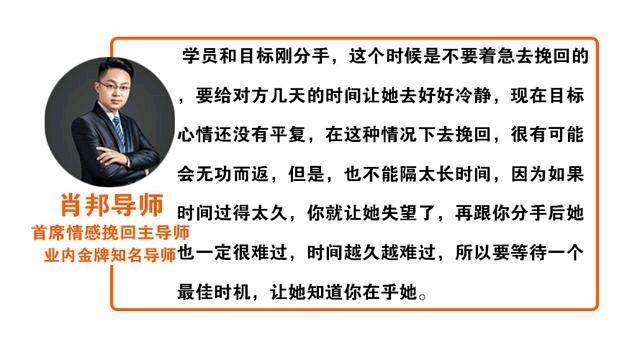 学员和目标刚分手，这个时候是不要着急去挽回的
，要给对方几天的时间让她去好好冷静，现在目标
心情还没有平复，在这种情况下去挽回，很有可能
会无功而返，但是，也不能隔太长时间，因为如果
时间过得太久，你就让她失望了，再跟你分手后她
也一定很难过，时间越久越难过，所以要等待一个
最佳时机，让她知道你在乎她。
肖邦导师
首席情感挽回主导师
业内金牌知名导师